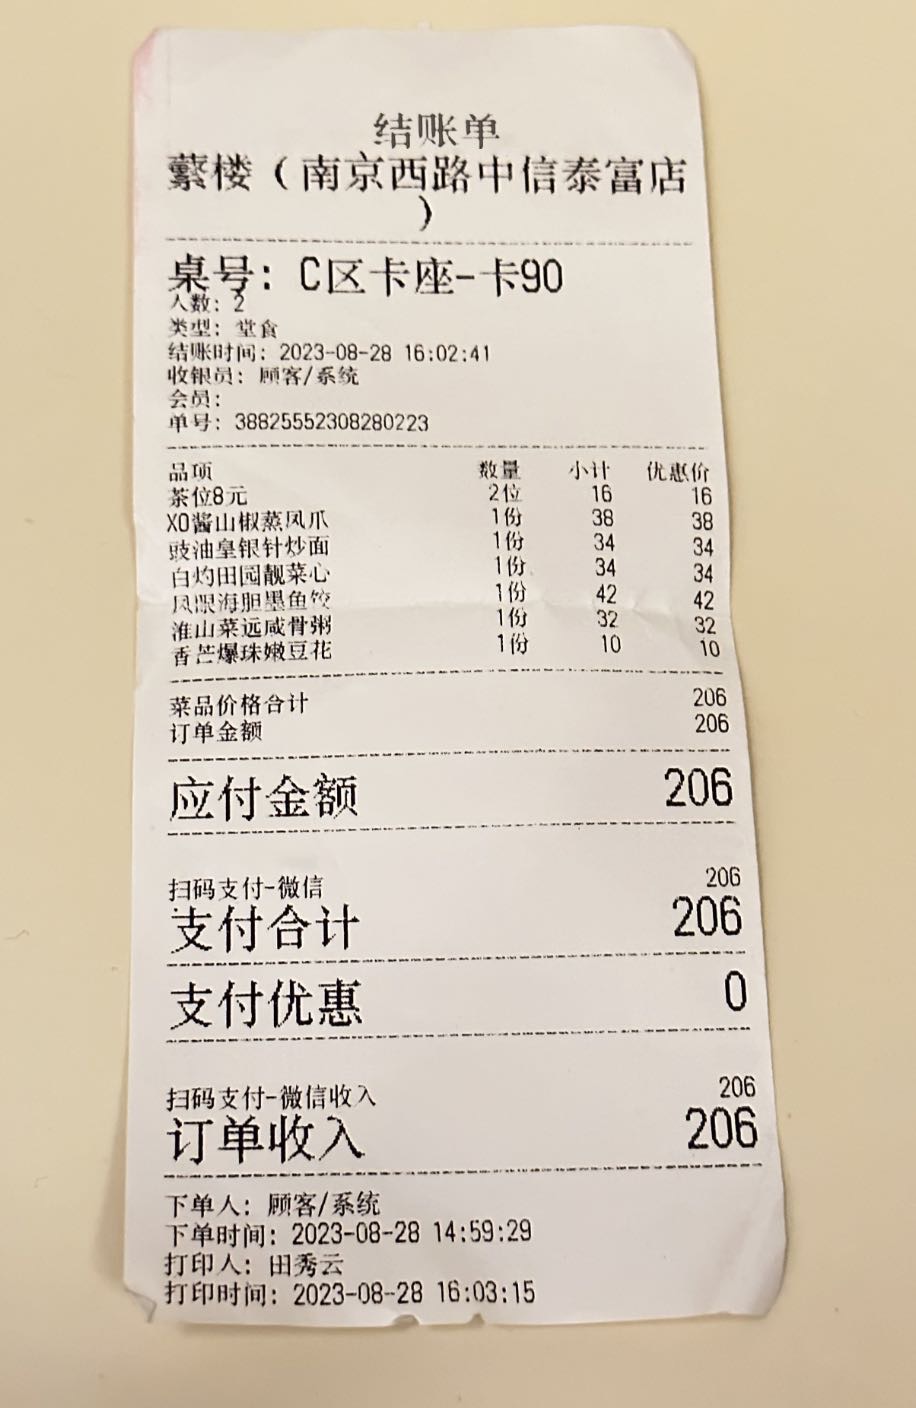 结账单
蘩楼（南京西路中信泰富店
）
桌号: C区卡座-卡90
人数: 2
类型: 堂食
结账时间: 2023-08-28 16:02:41
收银员: 顾客/系统
会员:
单号: 38825552308280223
品项 数量 小计 优惠价
茶位8元 2位 16 16
XO酱山椒蒸凤爪 1份 38 38
豉油皇银针炒面 1份 34 34
白灼田园靓菜心 1份 34 34
凤眼海胆墨鱼饺 1份 42 42
淮山菜远咸骨粥 1份 32 32
香芒爆珠嫩豆花 1份 10 10
菜品价格合计 206
订单金额 206
应付金额 206
扫码支付-微信 206
支付合计 206
支付优惠 0
扫码支付-微信收入 206
订单收入 206
下单人: 顾客/系统
下单时间: 2023-08-28 14:59:29
打印人: 田秀云
打印时间: 2023-08-28 16:03:15